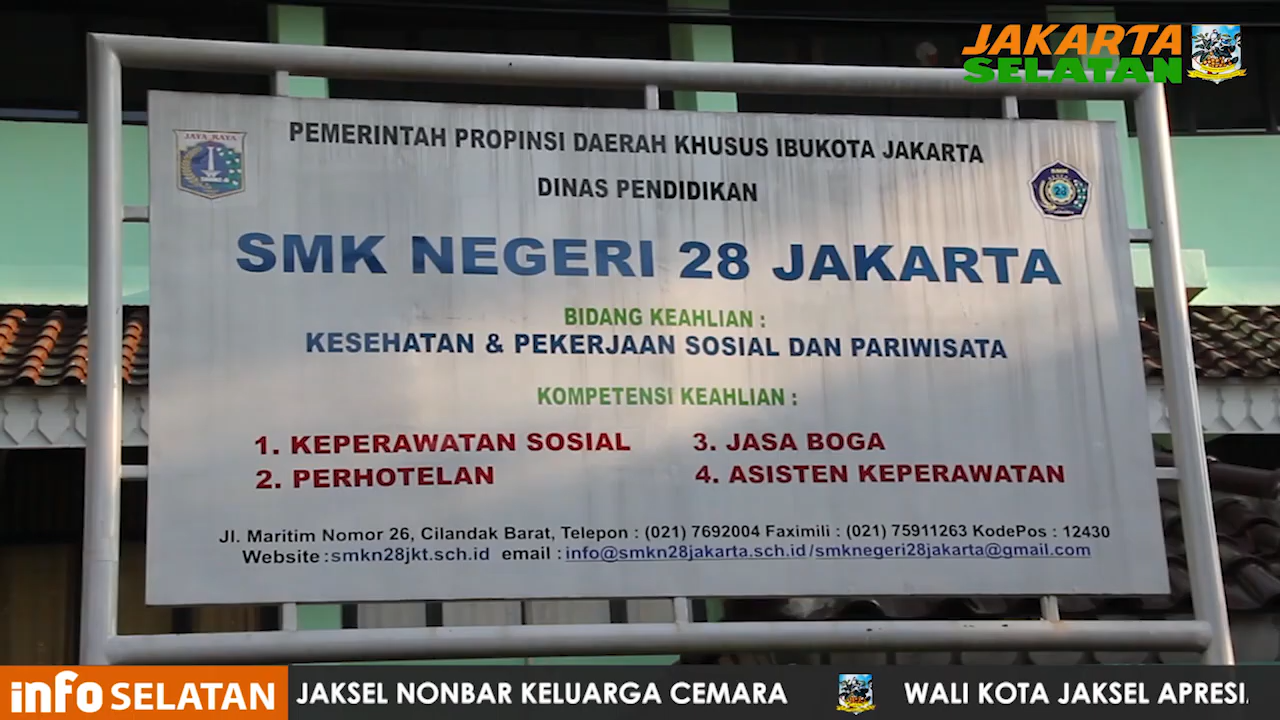 JAKARTA
SELATAN
JAYA RAYA
PEMERINTAH PROPINSI DAERAH KHUSUS IBUKOTA JAKARTA
DINAS PENDIDIKAN
SMK NEGERI 28 JAKARTA
BIDANG KEAHLIAN :
KESEHATAN & PEKERJAAN SOSIAL DAN PARIWISATA
KOMPETENSI KEAHLIAN :
1. KEPERAWATAN SOSIAL
2. PERHOTELAN
3. JASA BOGA
4. ASISTEN KEPERAWATAN
Jl. Maritim Nomor 26, Cilandak Barat, Telepon : (021) 7692004 Faximili : (021) 75911263 KodePos : 12430
Website : smkn28jkt.sch.id email : info@smkn28jakarta.sch.id / smknegeri28jakarta@gmail.com
info SELATAN
JAKSEL NONBAR KELUARGA CEMARA
WALI KOTA JAKSEL APRESIA